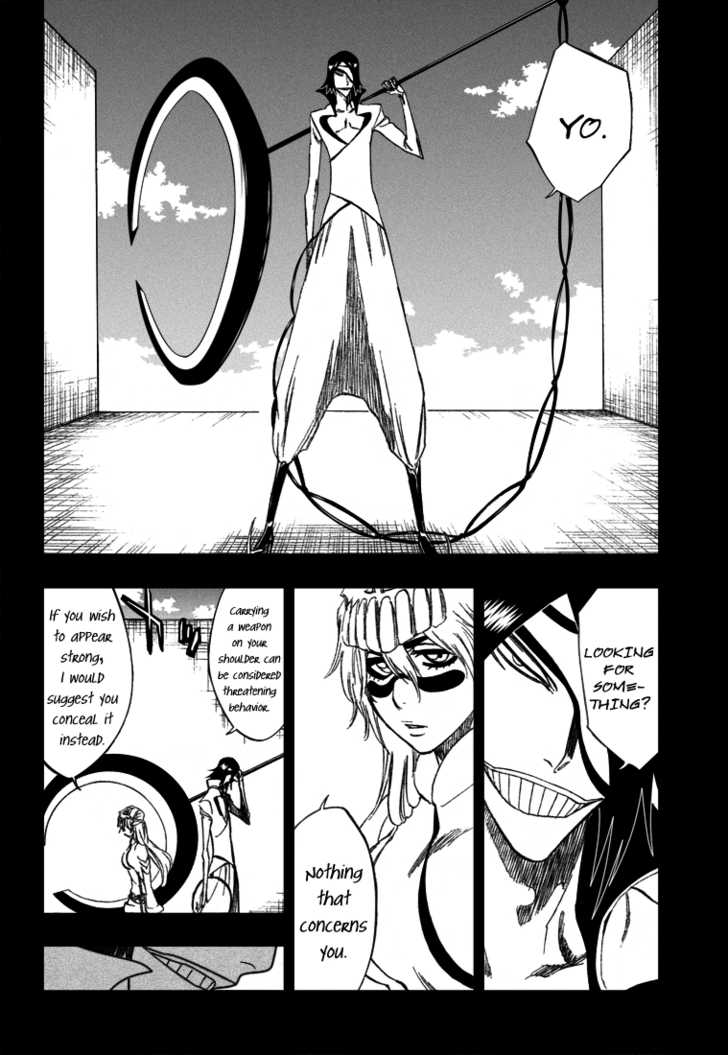 YO.
LOOKING
FOR
SOME-
THING?
Nothing
that
concerns
you.
Carrying
a weapon
on your
shoulder can
be considered
threatening
behavior.
If you wish
to appear
strong,
I would
suggest you
conceal it
instead.